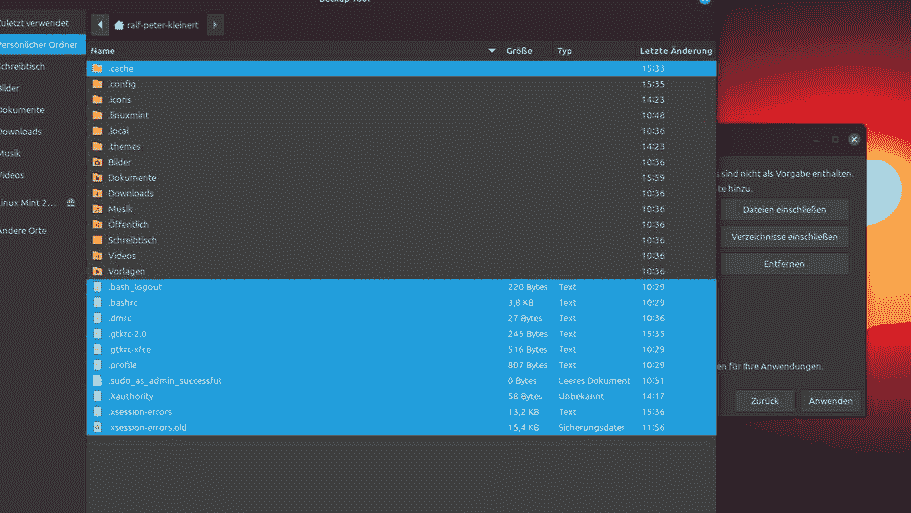 Backup Tool
Zuletzt verwendet
Persönlicher Ordner
Schreibtisch
Bilder
Dokumente
Downloads
Musik
Videos
Linux Mint 2...
Andere Orte
ralf-peter-kleinert
Name Größe Typ Letzte Änderung
.cache 15:33
.config 15:35
.icons 14:23
.linuxmint 10:48
.local 10:36
.themes 14:23
Bilder 10:36
Dokumente 15:59
Downloads 10:36
Musik 10:36
Öffentlich 10:36
Schreibtisch 10:36
Videos 10:36
Vorlagen 10:36
.bash_logout 220 Bytes Text 10:29
.bashrc 3,8 KB Text 10:29
.dmrc 27 Bytes Text 10:36
.gtkrc-2.0 245 Bytes Text 15:35
.gtkrc-xfce 516 Bytes Text 10:29
.profile 807 Bytes Text 10:29
.sudo_as_admin_successful 0 Bytes Leeres Dokument 10:51
.Xauthority 58 Bytes Unbekannt 14:17
.xsession-errors 13,2 KB Text 15:36
.xsession-errors.old 15,4 KB Sicherungsdatei 11:56
s sind nicht als Vorgabe enthalten.
te hinzu.
Dateien einschließen
Verzeichnisse einschließen
Entfernen
en für Ihre Anwendungen.
Zurück Anwenden